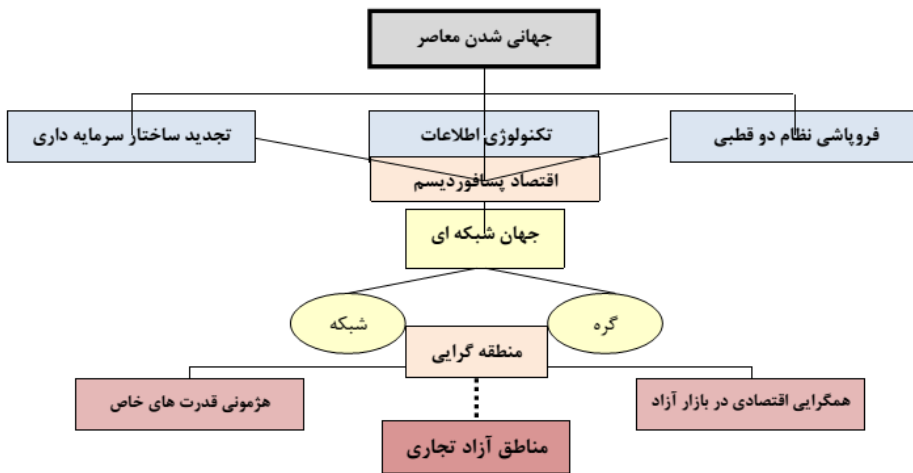 جهانی شدن معاصر
فروپاشی نظام دو قطبی
تکنولوژی اطلاعات
تجدید ساختار سرمایه داری
اقتصاد پسافوردیسم
جهان شبکه ای
گره
شبکه
منطقه گرایی
همگرایی اقتصادی در بازار آزاد
هژمونی قدرت های خاص
مناطق آزاد تجاری